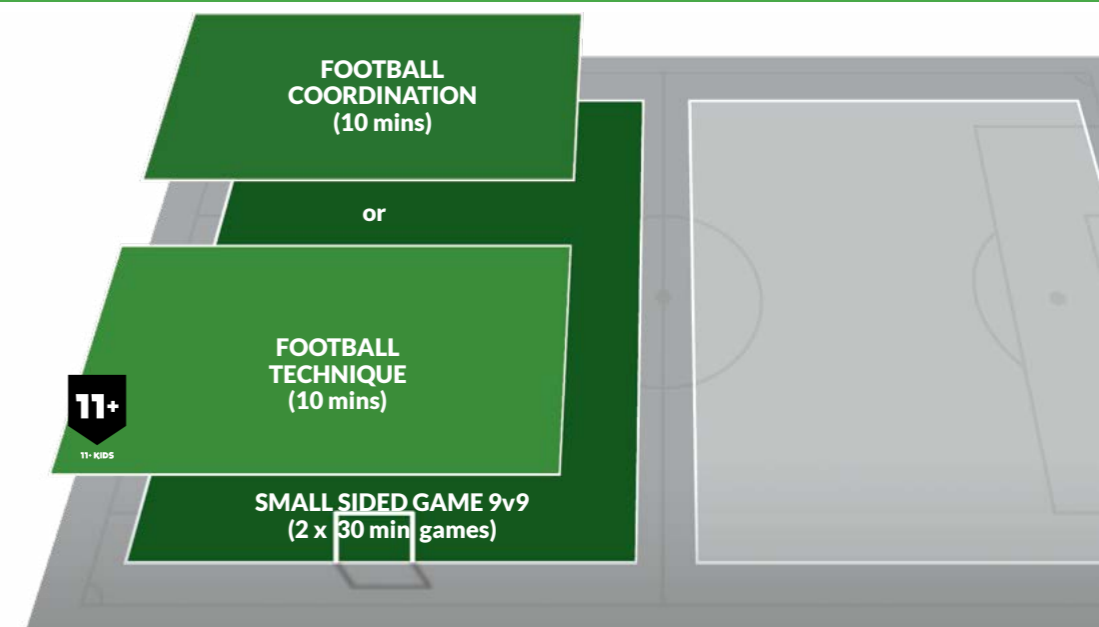 FOOTBALL
COORDINATION
(10 mins)
or
FOOTBALL
TECHNIQUE
(10 mins)
11+
11+ KIDS
SMALL SIDED GAME 9v9
(2 x 30 min games)